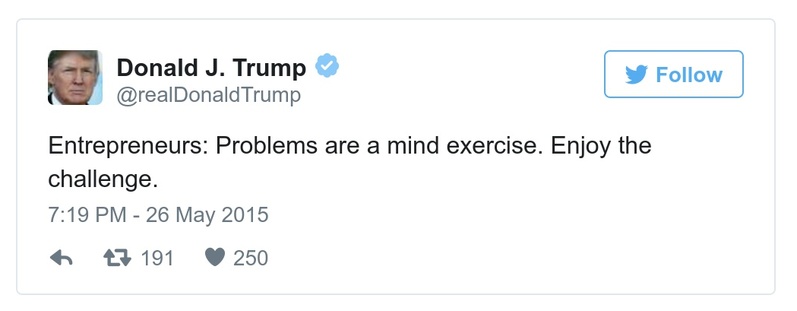 Donald J. Trump
@realDonaldTrump
Follow
Entrepreneurs: Problems are a mind exercise. Enjoy the
challenge.
7:19 PM - 26 May 2015
191 250